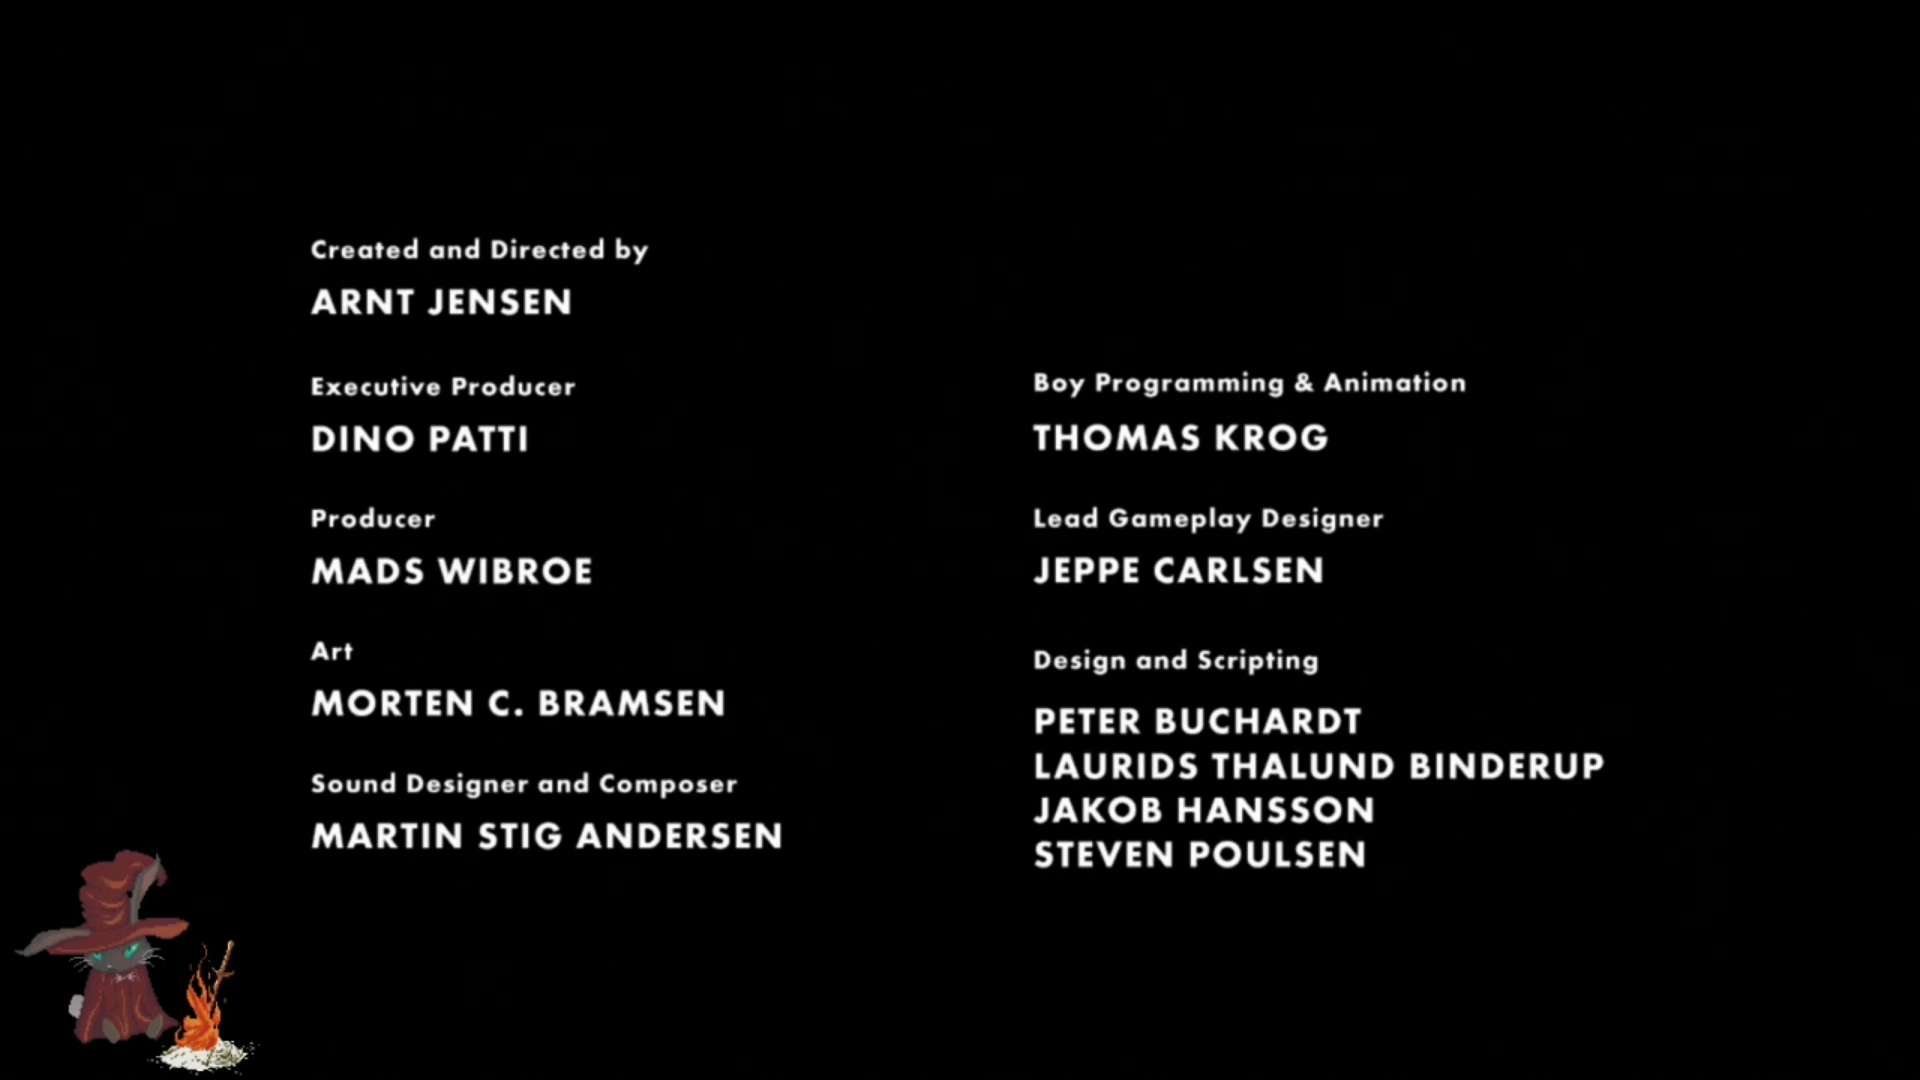 Created and Directed by
ARNT JENSEN
Executive Producer
DINO PATTI
Producer
MADS WIBROE
Art
MORTEN C. BRAMSEN
Sound Designer and Composer
MARTIN STIG ANDERSEN
Boy Programming & Animation
THOMAS KROG
Lead Gameplay Designer
JEPPE CARLSEN
Design and Scripting
PETER BUCHARDT
LAURIDS THALUND BINDERUP
JAKOB HANSSON
STEVEN POULSEN